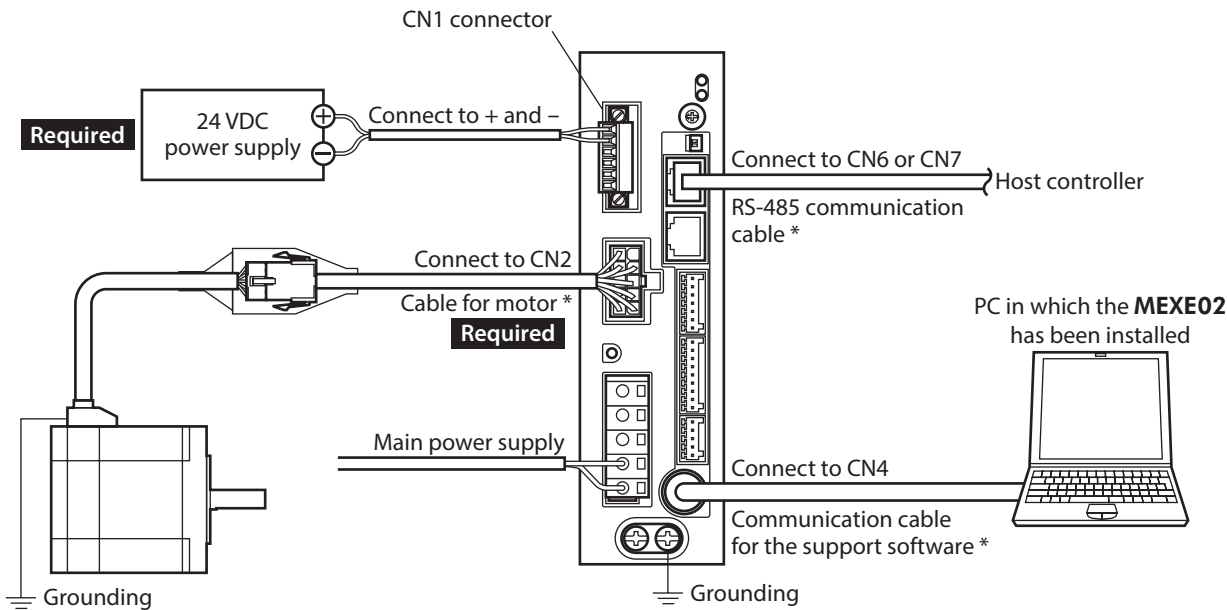 CN1 connector
Required
24 VDC
power supply
+
−
Connect to + and −
Connect to CN6 or CN7
Host controller
RS-485 communication
cable *
Connect to CN2
Cable for motor *
Required
PC in which the MEXE02
has been installed
Main power supply
Connect to CN4
Communication cable
for the support software *
Grounding
Grounding